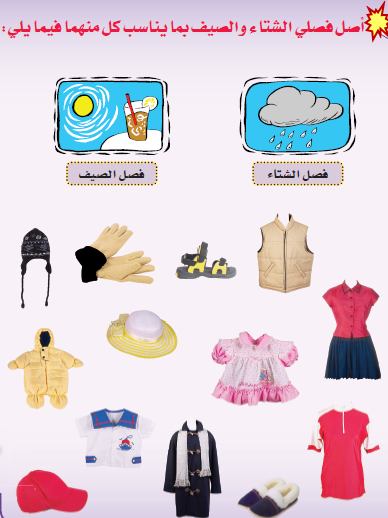 أصل فصلي الشتاء والصيف بما يناسب كل منهما فيما يلي :
فصل الشتاء
فصل الصيف